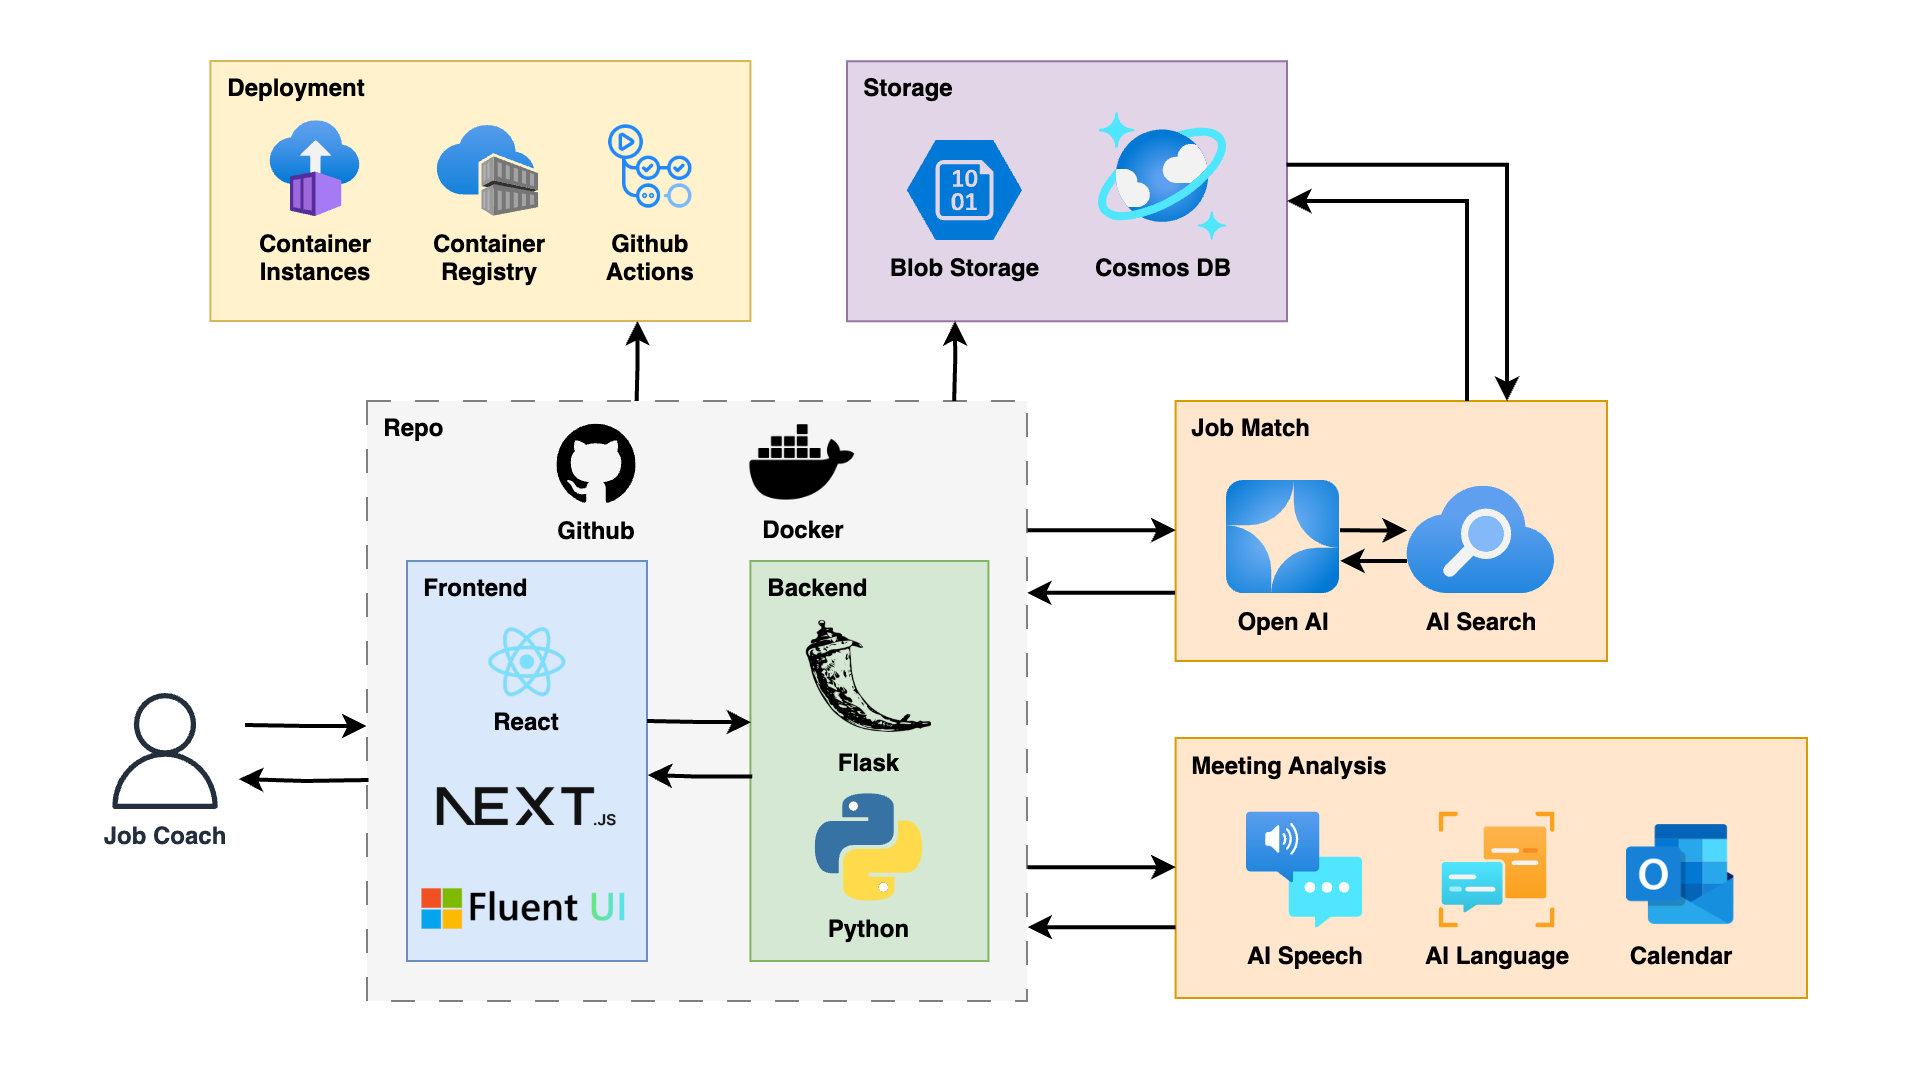 Deployment
Container
Instances
Container
Registry
Github
Actions
Storage
10
01
Blob Storage
Cosmos DB
Repo
Github
Docker
Frontend
React
NEXT.JS
Fluent UI
Backend
Flask
Python
Job Coach
Job Match
Open AI
AI Search
Meeting Analysis
AI Speech
AI Language
O
Calendar